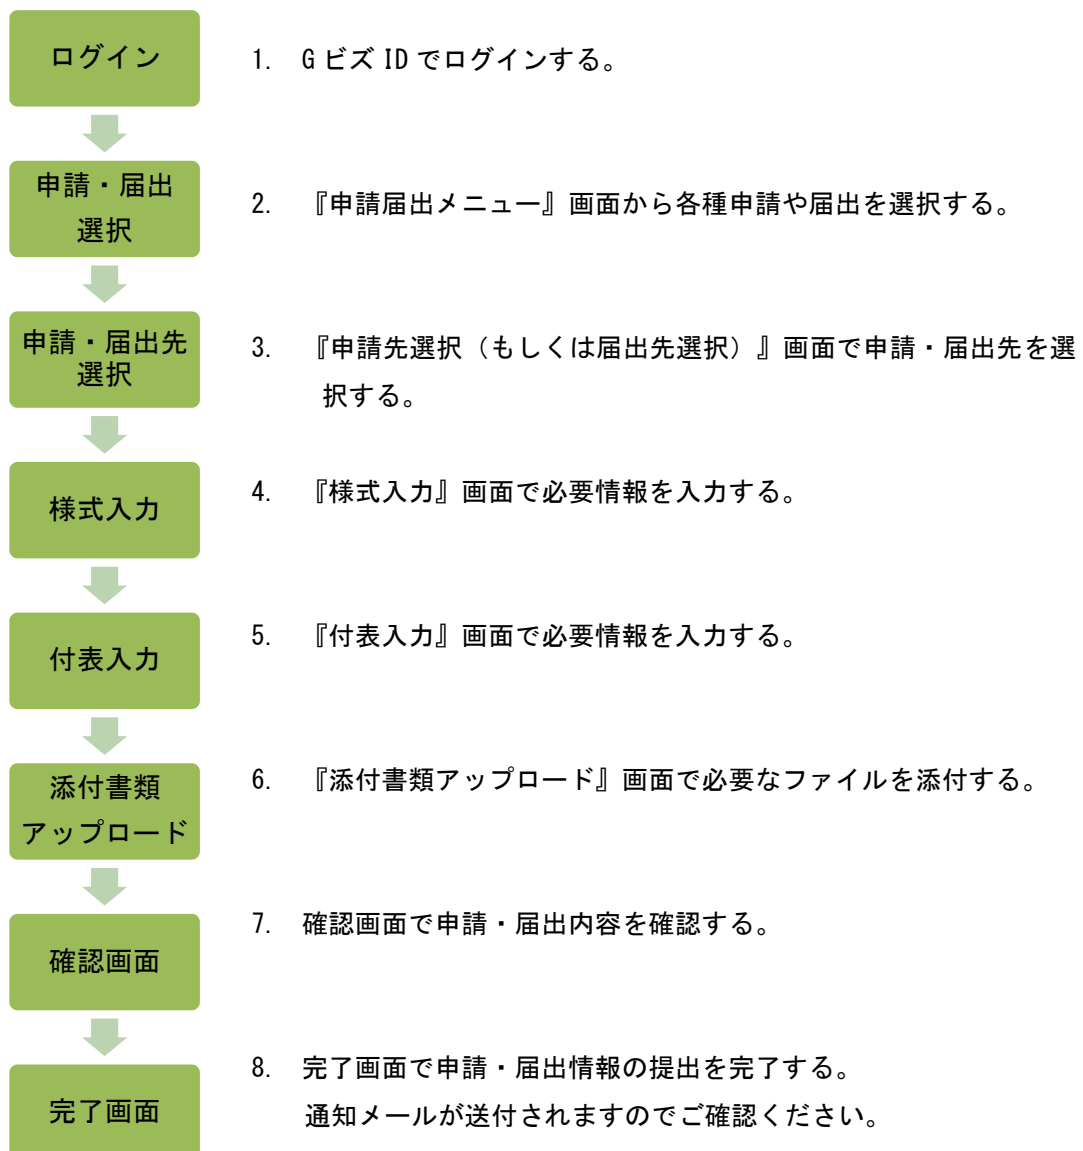 ログイン
1. GビズIDでログインする。
申請・届出
選択
2. 『申請届出メニュー』画面から各種申請や届出を選択する。
申請・届出先
選択
3. 『申請先選択（もしくは届出先選択）』画面で申請・届出先を選
択する。
様式入力
4. 『様式入力』画面で必要情報を入力する。
付表入力
5. 『付表入力』画面で必要情報を入力する。
添付書類
アップロード
6. 『添付書類アップロード』画面で必要なファイルを添付する。
確認画面
7. 確認画面で申請・届出内容を確認する。
完了画面
8. 完了画面で申請・届出情報の提出を完了する。
通知メールが送付されますのでご確認ください。